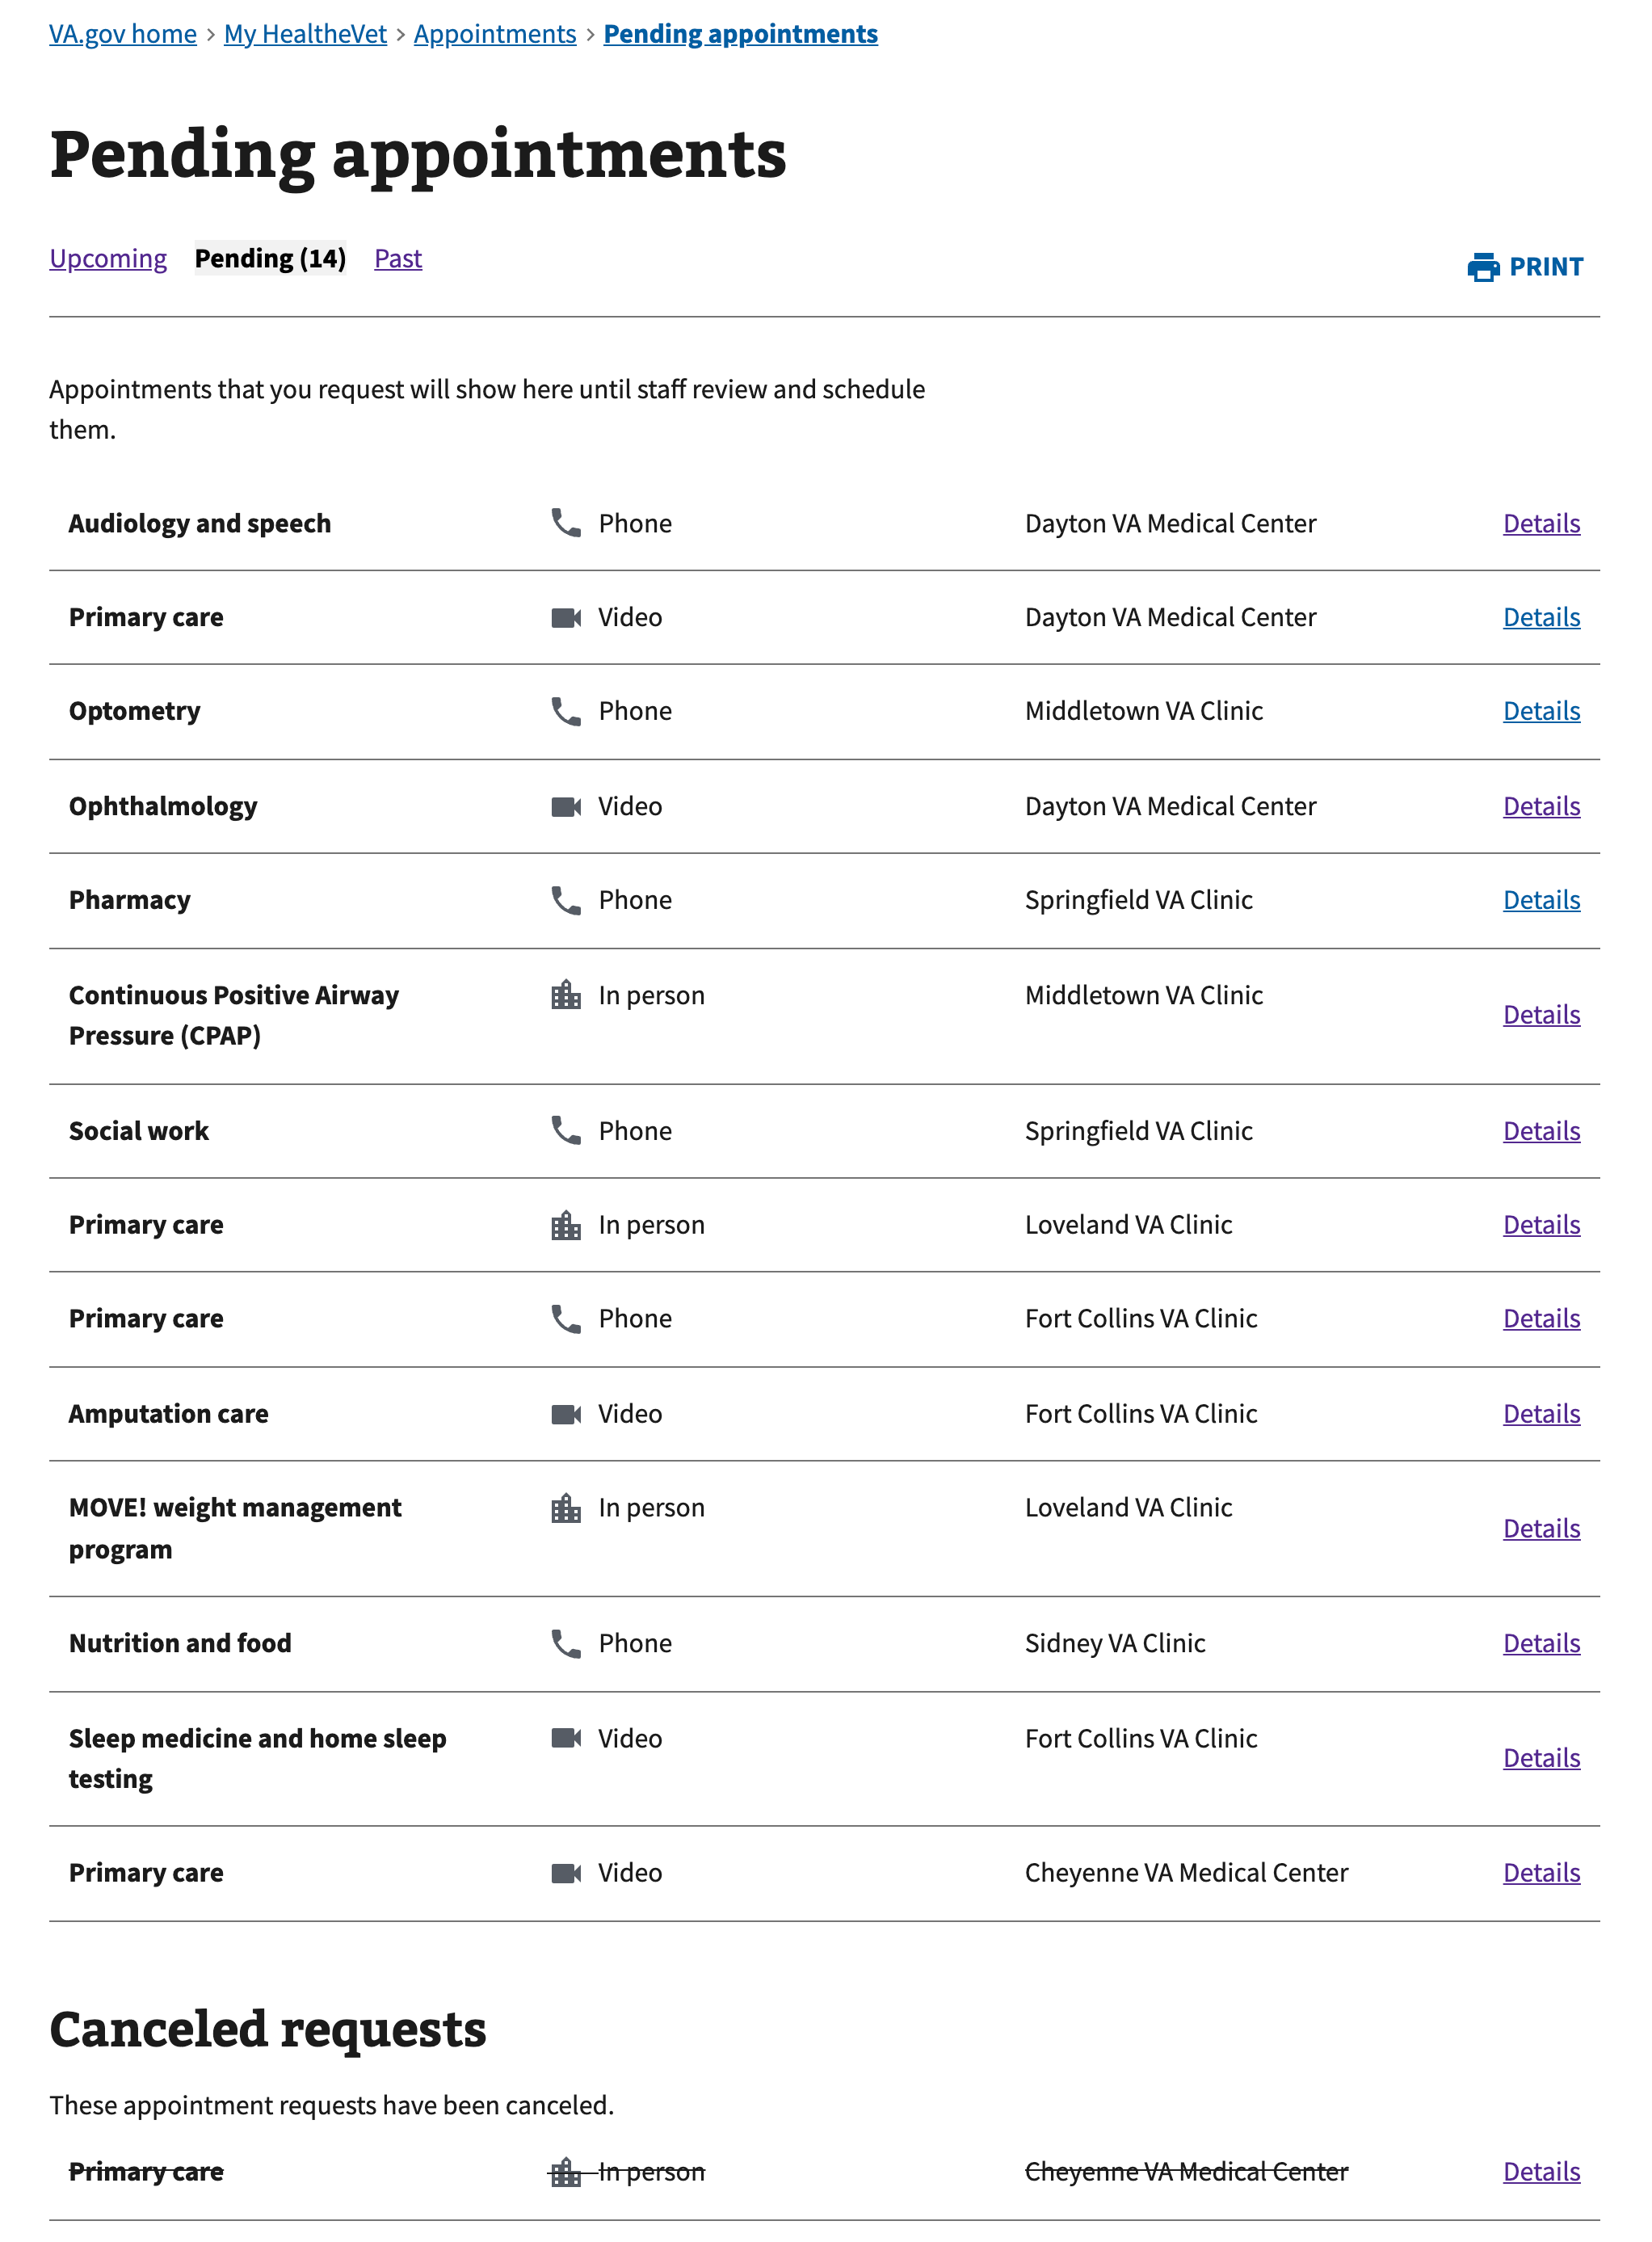 VA.gov home › My HealtheVet › Appointments › Pending appointments
Pending appointments
Upcoming Pending (14) Past PRINT
Appointments that you request will show here until staff review and schedule
them.
Audiology and speech Phone Dayton VA Medical Center Details
Primary care Video Dayton VA Medical Center Details
Optometry Phone Middletown VA Clinic Details
Ophthalmology Video Dayton VA Medical Center Details
Pharmacy Phone Springfield VA Clinic Details
Continuous Positive Airway In person Middletown VA Clinic Details
Pressure (CPAP)
Social work Phone Springfield VA Clinic Details
Primary care In person Loveland VA Clinic Details
Primary care Phone Fort Collins VA Clinic Details
Amputation care Video Fort Collins VA Clinic Details
MOVE! weight management In person Loveland VA Clinic Details
program
Nutrition and food Phone Sidney VA Clinic Details
Sleep medicine and home sleep Video Fort Collins VA Clinic Details
testing
Primary care Video Cheyenne VA Medical Center Details
Canceled requests
These appointment requests have been canceled.
Primary care In person Cheyenne VA Medical Center Details